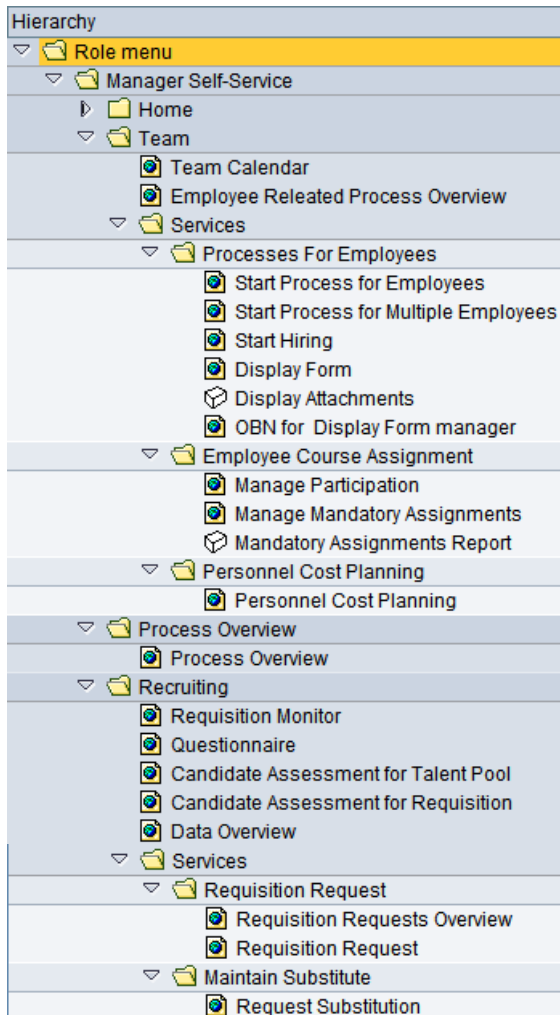 Hierarchy
Role menu
Manager Self-Service
Home
Team
Team Calendar
Employee Releated Process Overview
Services
Processes For Employees
Start Process for Employees
Start Process for Multiple Employees
Start Hiring
Display Form
Display Attachments
OBN for Display Form manager
Employee Course Assignment
Manage Participation
Manage Mandatory Assignments
Mandatory Assignments Report
Personnel Cost Planning
Personnel Cost Planning
Process Overview
Process Overview
Recruiting
Requisition Monitor
Questionnaire
Candidate Assessment for Talent Pool
Candidate Assessment for Requisition
Data Overview
Services
Requisition Request
Requisition Requests Overview
Requisition Request
Maintain Substitute
Request Substitution